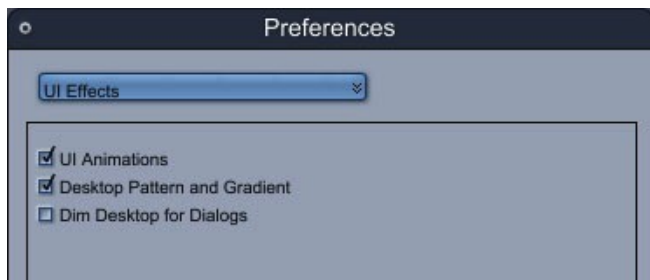 Preferences
UI Effects
UI Animations
Desktop Pattern and Gradient
Dim Desktop for Dialogs